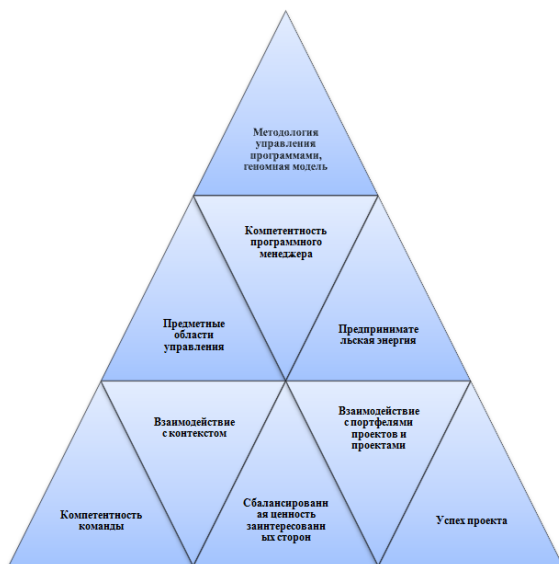 Методология
управления
программами,
геномная модель
Компетентность
программного
менеджера
Предметные
области
управления
Предпринимате
льская энергия
Взаимодействие
с контекстом
Взаимодействие
с портфелями
проектов и
проектами
Компетентность
команды
Сбалансированн
ая ценность
заинтересованн
ых сторон
Успех проекта